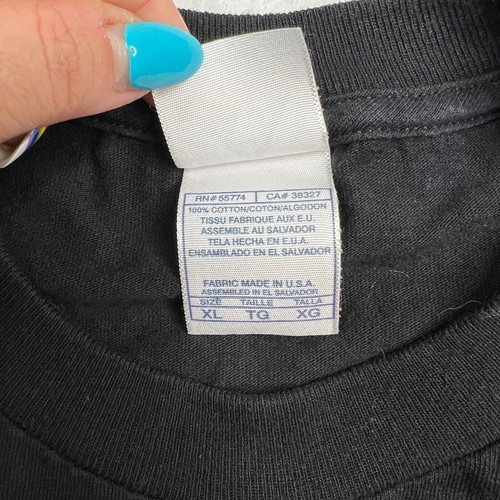 RN# 55774 CA# 38327
100% COTTON/COTON/ALGODON
TISSU FABRIQUE AUX E.U.
ASSEMBLE AU SALVADOR
TELA HECHA EN E.U.A.
ENSAMBLADO EN EL SALVADOR
FABRIC MADE IN U.S.A.
ASSEMBLED IN EL SALVADOR
SIZE TAILLE TALLA
XL TG XG